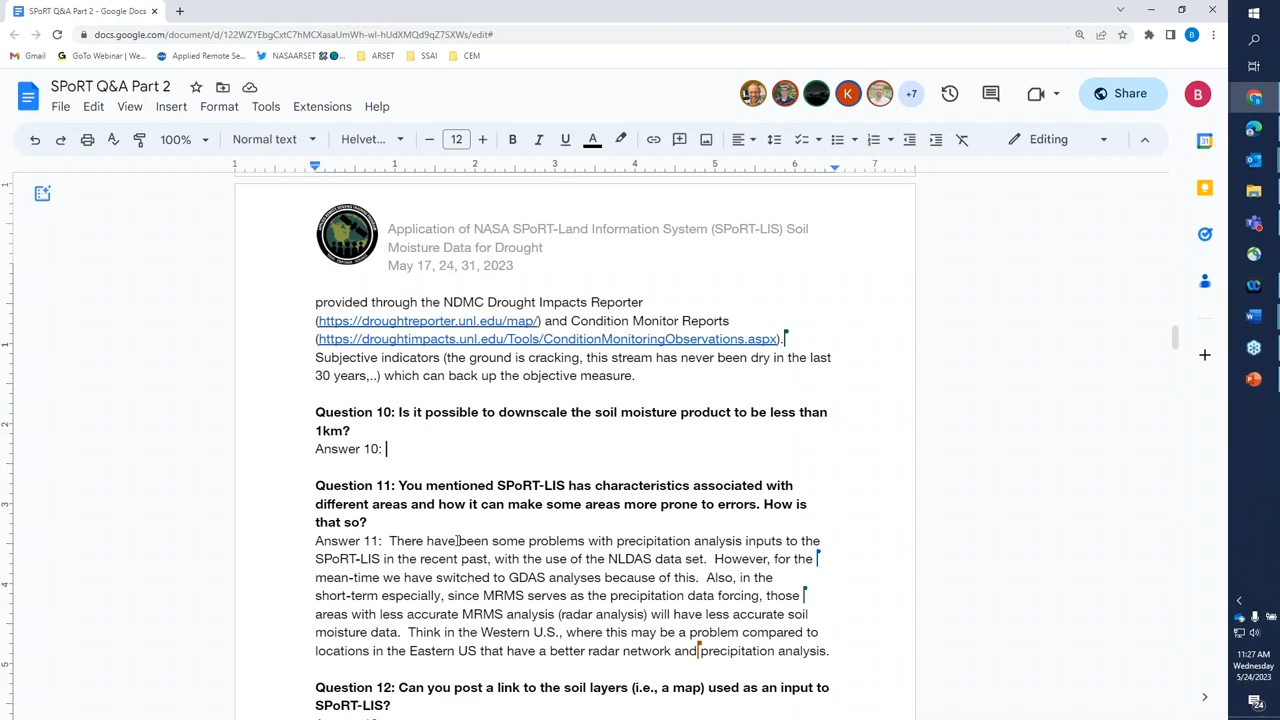 SPoRT Q&A Part 2 - Google Docs
docs.google.com/document/d/122WZYEbgCxtC7hMCXasaUmWh-wI-hUdXMQd9qZ7SXWs/edit#
Gmail GoTo Webinar | We... Applied Remote Se... NASAARSET ARSET SSAI CEM
SPoRT Q&A Part 2
File Edit View Insert Format Tools Extensions Help
K +7 Share B
100% Normal text Helvet... 12 B I U A Editing
1 1 2 3 4 5 6 7
Application of NASA SPoRT-Land Information System (SPoRT-LIS) Soil
Moisture Data for Drought
May 17, 24, 31, 2023
provided through the NDMC Drought Impacts Reporter
(https://droughtreporter.unl.edu/map/) and Condition Monitor Reports
(https://droughtimpacts.unl.edu/Tools/ConditionMonitoringObservations.aspx).
Subjective indicators (the ground is cracking, this stream has never been dry in the last
30 years,..) which can back up the objective measure.
Question 10: Is it possible to downscale the soil moisture product to be less than
1km?
Answer 10:
Question 11: You mentioned SPoRT-LIS has characteristics associated with
different areas and how it can make some areas more prone to errors. How is
that so?
Answer 11: There have been some problems with precipitation analysis inputs to the
SPoRT-LIS in the recent past, with the use of the NLDAS data set. However, for the
mean-time we have switched to GDAS analyses because of this. Also, in the
short-term especially, since MRMS serves as the precipitation data forcing, those
areas with less accurate MRMS analysis (radar analysis) will have less accurate soil
moisture data. Think in the Western U.S., where this may be a problem compared to
locations in the Eastern US that have a better radar network and precipitation analysis.
Question 12: Can you post a link to the soil layers (i.e., a map) used as an input to
SPoRT-LIS?
11:27 AM
Wednesday
5/24/2023
24